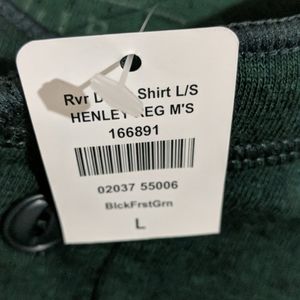 Rvr D Shirt L/S
HENLEY REG M'S
166891
02037 55006
BlckFrstGrn
L